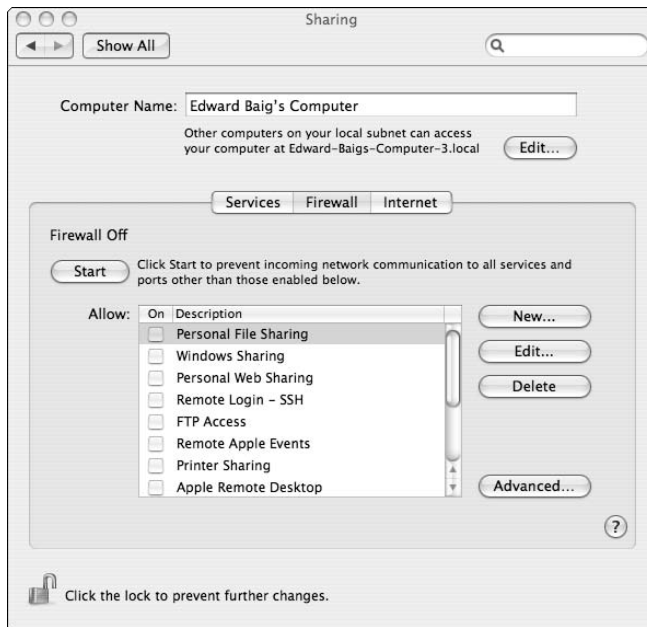 Sharing
Show All
Computer Name: Edward Baig's Computer
Other computers on your local subnet can access
your computer at Edward-Baigs-Computer-3.local
Edit...
Services Firewall Internet
Firewall Off
Start
Click Start to prevent incoming network communication to all services and
ports other than those enabled below.
Allow:
On Description
Personal File Sharing
Windows Sharing
Personal Web Sharing
Remote Login – SSH
FTP Access
Remote Apple Events
Printer Sharing
Apple Remote Desktop
New...
Edit...
Delete
Advanced...
?
Click the lock to prevent further changes.